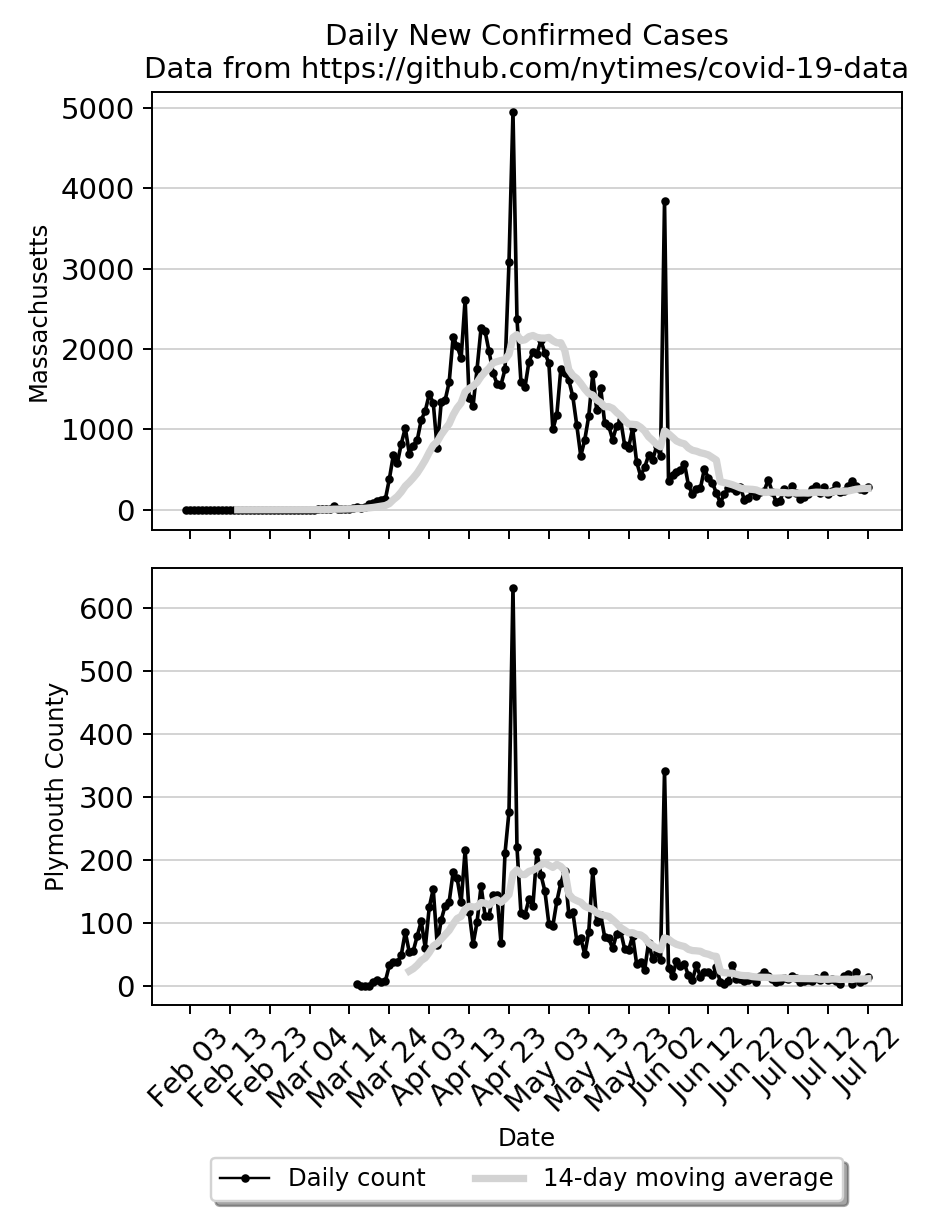 Daily New Confirmed Cases
Data from https://github.com/nytimes/covid-19-data
5000
4000
3000
2000
1000
0
Massachusetts
600
500
400
300
200
100
0
Plymouth County
Feb 03
Feb 13
Feb 23
Mar 04
Mar 14
Mar 24
Apr 03
Apr 13
Apr 23
May 03
May 13
May 23
Jun 02
Jun 12
Jun 22
Jul 02
Jul 12
Jul 22
Date
Daily count
14-day moving average